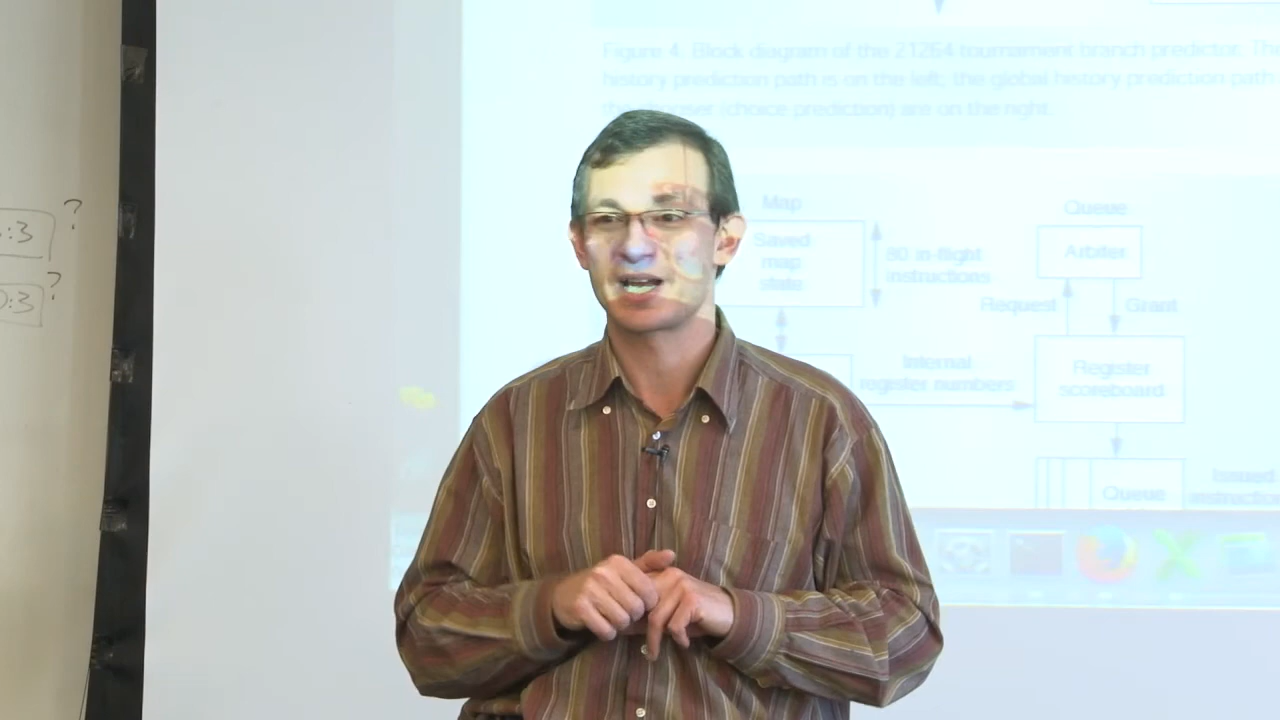 Figure 4. Block diagram of the 21264 tournament branch predictor. The
history prediction path is on the left; the global history prediction path
the chooser (choice prediction) are on the right.
Map
Saved
map
state
80 in-flight
instructions
Queue
Arbiter
Request
Grant
Internal
register numbers
Register
scoreboard
Queue
Issued
instructions
:3 ?
:3 ?